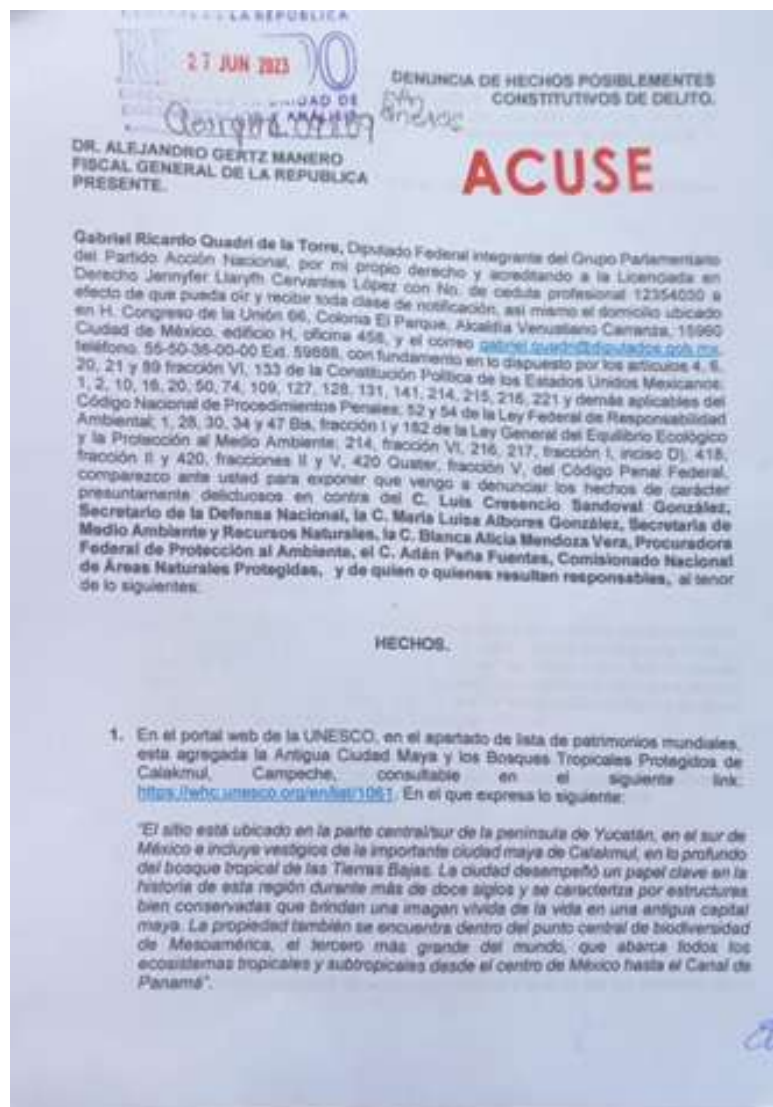 LA REPUBLICA
27 JUN 2023
DENUNCIA DE HECHOS POSIBLEMENTES
CONSTITUTIVOS DE DELITO.
DR. ALEJANDRO GERTZ MANERO
FISCAL GENERAL DE LA REPUBLICA
PRESENTE.
ACUSE
Gabriel Ricardo Quadri de la Torre, Diputado Federal integrante del Grupo Parlamentario
del Partido Acción Nacional, por mi propio derecho y acreditando a la Licenciada en
Derecho Jennyfer Llaryth Cervantes López con No. de cedula profesional 12354030 a
efecto de que pueda oír y recibir toda clase de notificación, así mismo el domicilio ubicado
en H. Congreso de la Unión 66, Colonia El Parque, Alcaldía Venustiano Carranza, 15960
Ciudad de México, edificio H, oficina 458, y el correo gabriel.quadri@diputados.gob.mx,
teléfono. 55-50-36-00-00 Ext. 59888, con fundamento en lo dispuesto por los artículos 4, 6,
20, 21 y 89 fracción VI, 133 de la Constitución Política de los Estados Unidos Mexicanos;
1, 2, 10, 16, 20, 50, 74, 109, 127, 128, 131, 141, 214, 215, 216, 221 y demás aplicables del
Código Nacional de Procedimientos Penales; 52 y 54 de la Ley Federal de Responsabilidad
Ambiental; 1, 28, 30, 34 y 47 Bis, fracción I y 182 de la Ley General del Equilibrio Ecológico
y la Protección al Medio Ambiente; 214, fracción VI, 216, 217, fracción I, inciso D), 418,
fracción II y 420, fracciones II y V, 420 Quater, fracción V, del Código Penal Federal,
comparezco ante usted para exponer que vengo a denunciar los hechos de carácter
presuntamente delictuosos en contra del C. Luis Cresencio Sandoval González,
Secretario de la Defensa Nacional, la C. María Luisa Albores González, Secretaria de
Medio Ambiente y Recursos Naturales, la C. Blanca Alicia Mendoza Vera, Procuradora
Federal de Protección al Ambiente, el C. Adán Peña Fuentes, Comisionado Nacional
de Áreas Naturales Protegidas, y de quien o quienes resulten responsables, al tenor
de lo siguientes:
HECHOS.
1. En el portal web de la UNESCO, en el apartado de lista de patrimonios mundiales,
esta agregada la Antigua Ciudad Maya y los Bosques Tropicales Protegidos de
Calakmul, Campeche, consultable en el siguiente link:
https://whc.unesco.org/en/list/1061. En el que expresa lo siguiente:
"El sitio está ubicado en la parte central/sur de la península de Yucatán, en el sur de
México e incluye vestigios de la importante ciudad maya de Calakmul, en lo profundo
del bosque tropical de las Tierras Bajas. La ciudad desempeñó un papel clave en la
historia de esta región durante más de doce siglos y se caracteriza por estructuras
bien conservadas que brindan una imagen vívida de la vida en una antigua capital
maya. La propiedad también se encuentra dentro del punto central de biodiversidad
de Mesoamérica, el tercero más grande del mundo, que abarca todos los
ecosistemas tropicales y subtropicales desde el centro de México hasta el Canal de
Panamá".